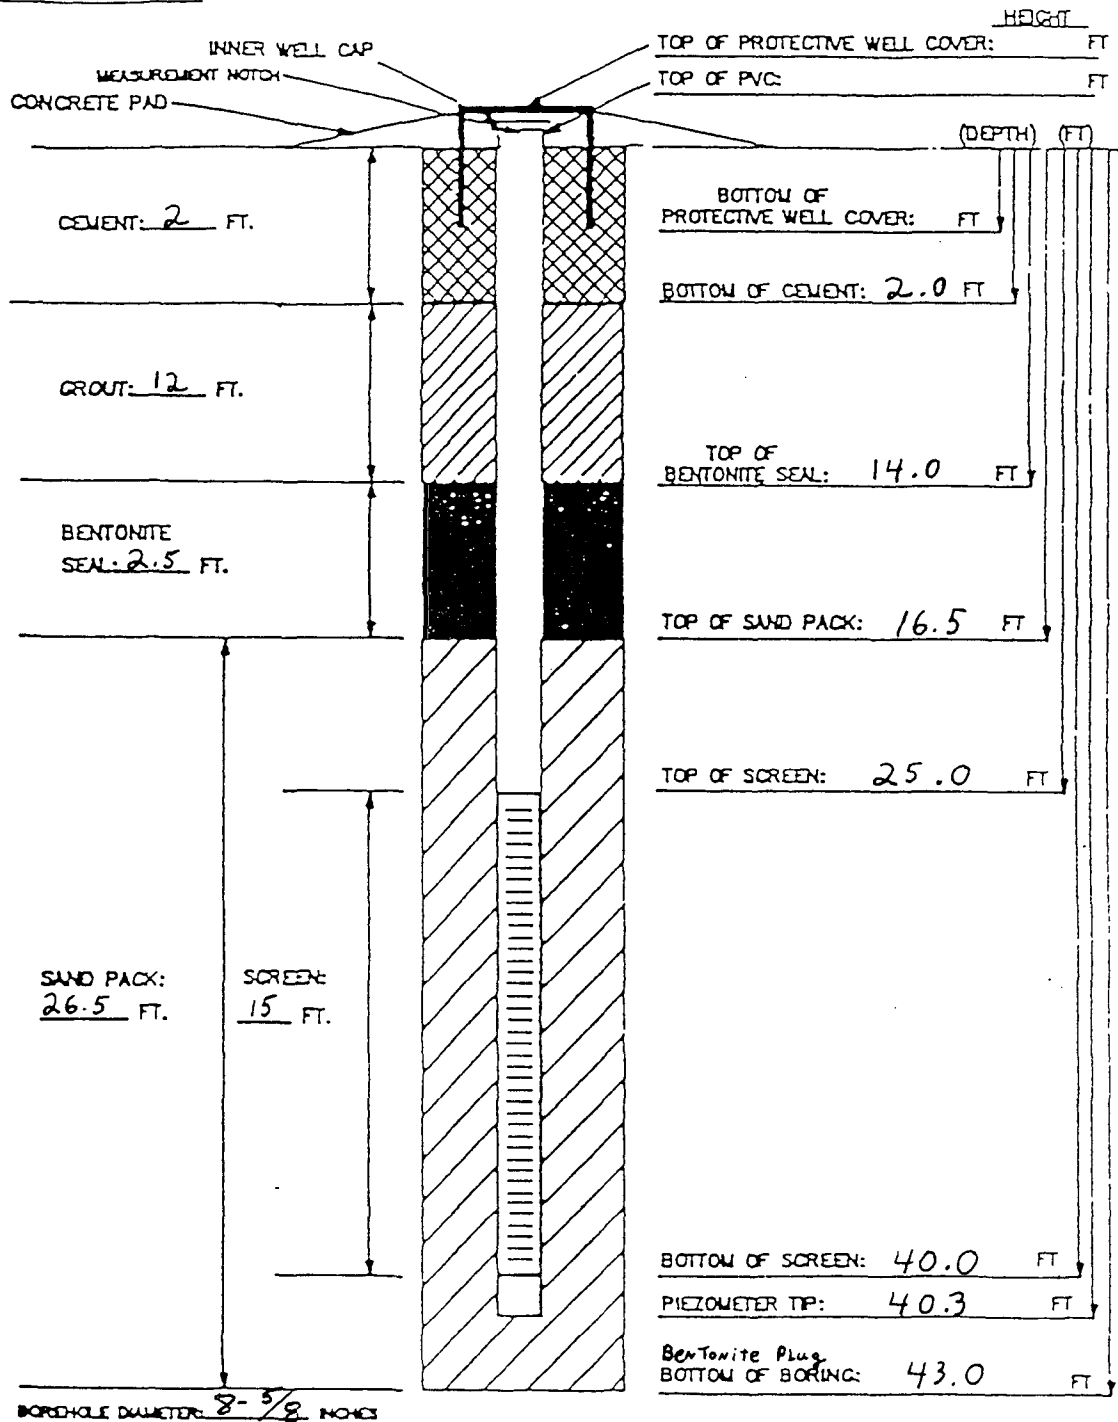 HEIGHT
INNER WELL CAP
TOP OF PROTECTIVE WELL COVER: FT
MEASUREMENT NOTCH
TOP OF PVC: FT
CONCRETE PAD
(DEPTH) (FT)
BOTTOM OF
PROTECTIVE WELL COVER: FT
CEMENT: 2 FT.
BOTTOM OF CEMENT: 2.0 FT
GROUT: 12 FT.
TOP OF
BENTONITE SEAL: 14.0 FT
BENTONITE
SEAL: 2.5 FT.
TOP OF SAND PACK: 16.5 FT
TOP OF SCREEN: 25.0 FT
SAND PACK:
26.5 FT.
SCREEN:
15 FT.
BOTTOM OF SCREEN: 40.0 FT
PIEZOMETER TIP: 40.3 FT
BenTonite Plug
BOTTOM OF BORING: 43.0 FT
BOREHOLE DIAMETER: 8-5/8 INCHES